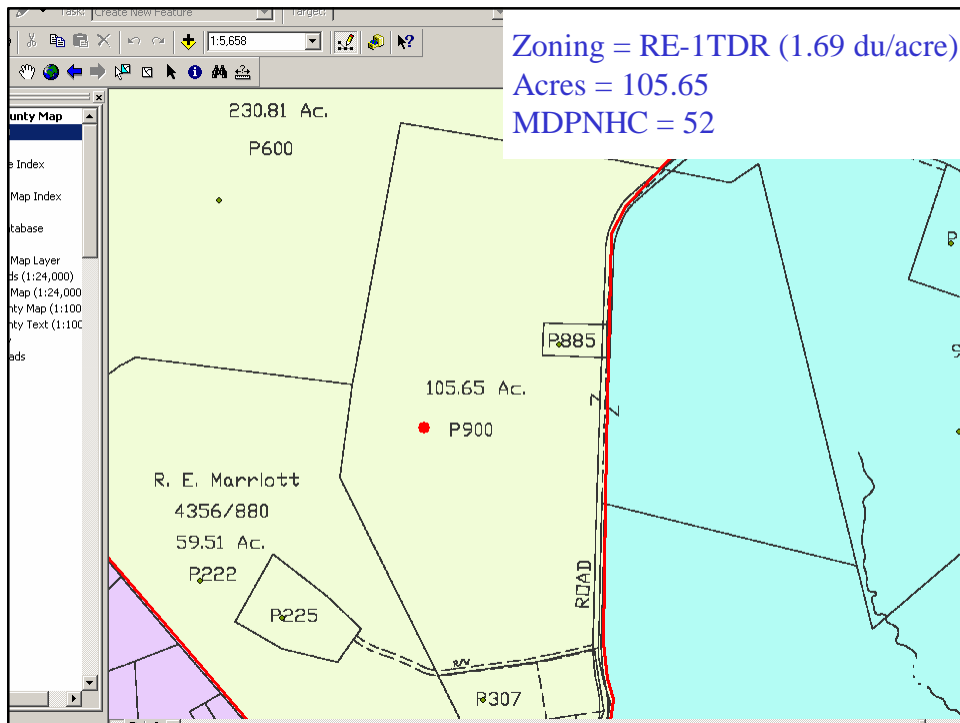 Task: Create New Feature Target:
Zoning = RE-1TDR (1.69 du/acre)
Acres = 105.65
MDPNHC = 52
1:5,658
unty Map
e Index
Map Index
tabase
Map Layer
ds (1:24,000)
Map (1:24,000
nty Map (1:100
nty Text (1:100
ads
230.81 Ac.
P600
P885
105.65 Ac.
P900
R. E. Marriott
4356/880
59.51 Ac.
P222
P225
ROAD
R/W
P307
P
9